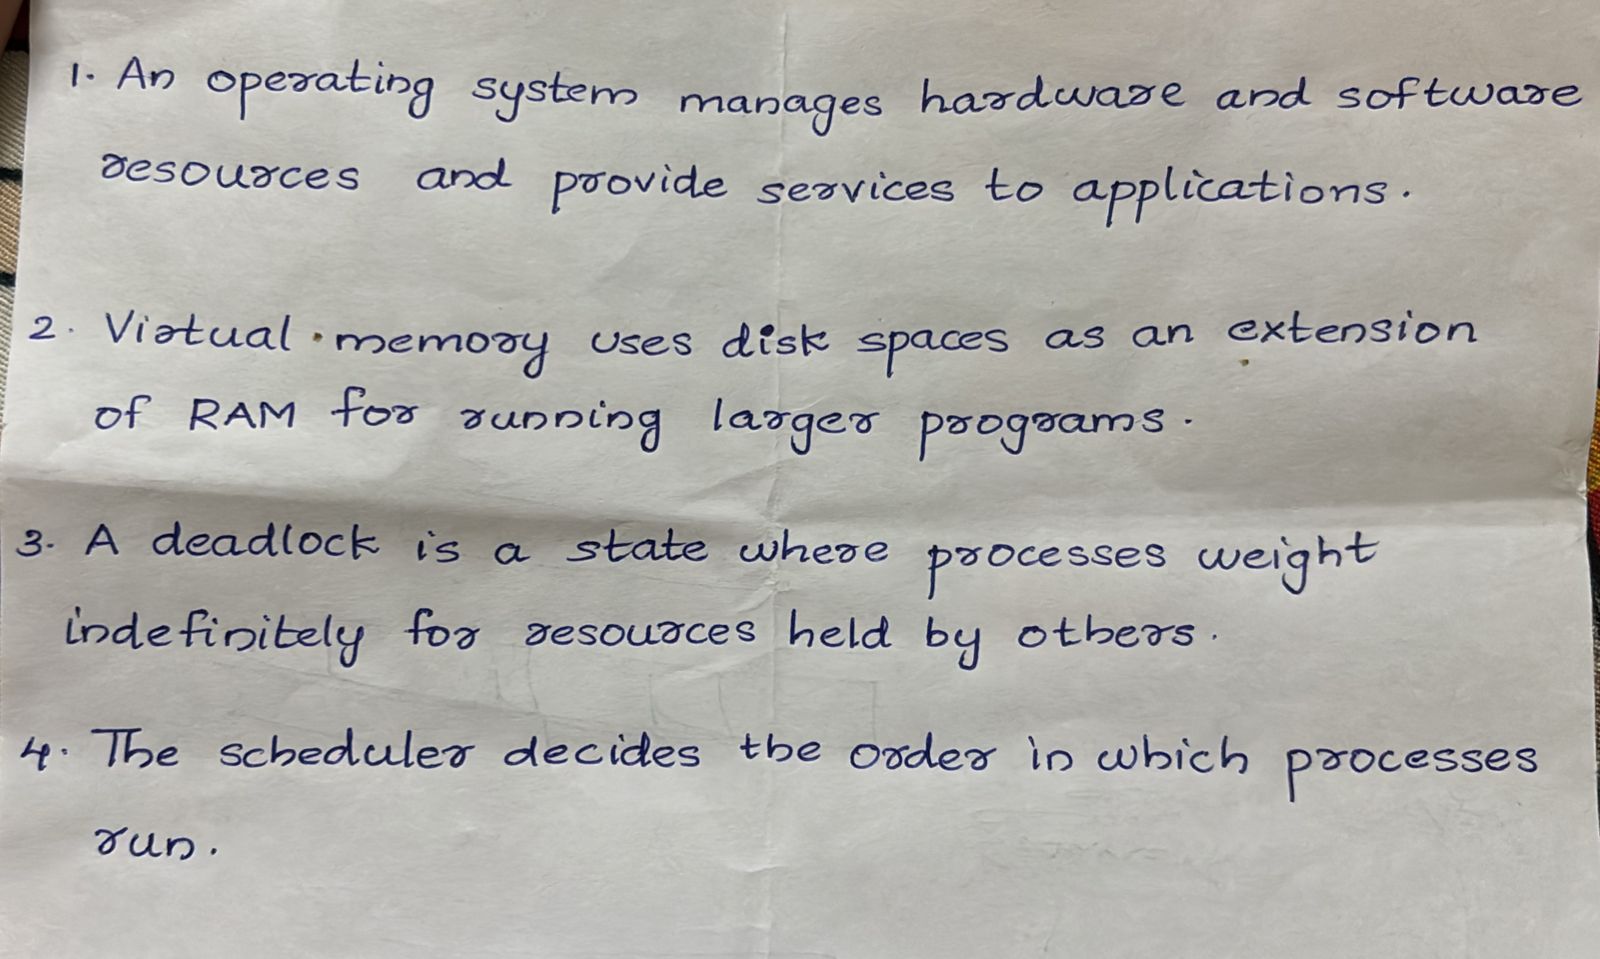 1. An operating system manages hardware and software
resources and provide services to applications.
2. Virtual memory uses disk spaces as an extension
of RAM for running larger programs.
3. A deadlock is a state where processes weight
indefinitely for resources held by others.
4. The scheduler decides the order in which processes
run.